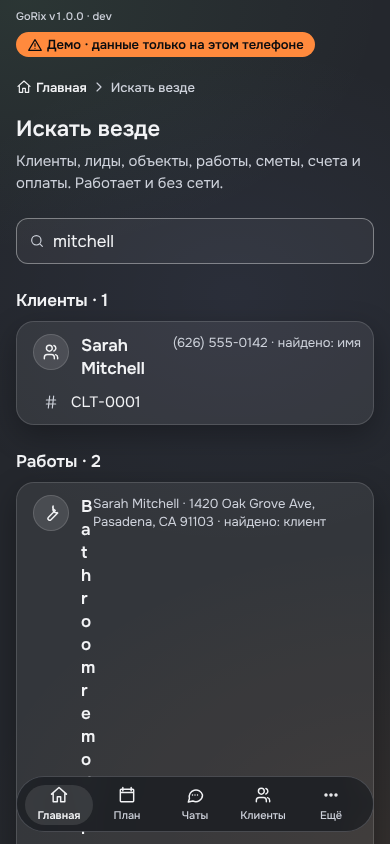 GoRix v1.0.0 · dev
Демо · данные только на этом телефоне
Главная > Искать везде
Искать везде
Клиенты, лиды, объекты, работы, сметы, счета и
оплаты. Работает и без сети.
mitchell
Клиенты · 1
Sarah (626) 555-0142 · найдено: имя
Mitchell
# CLT-0001
Работы · 2
B Sarah Mitchell · 1420 Oak Grove Ave,
a Pasadena, CA 91103 · найдено: клиент
t
h
r
o
o
m
r
e
m
o
Главная План Чаты Клиенты Ещё